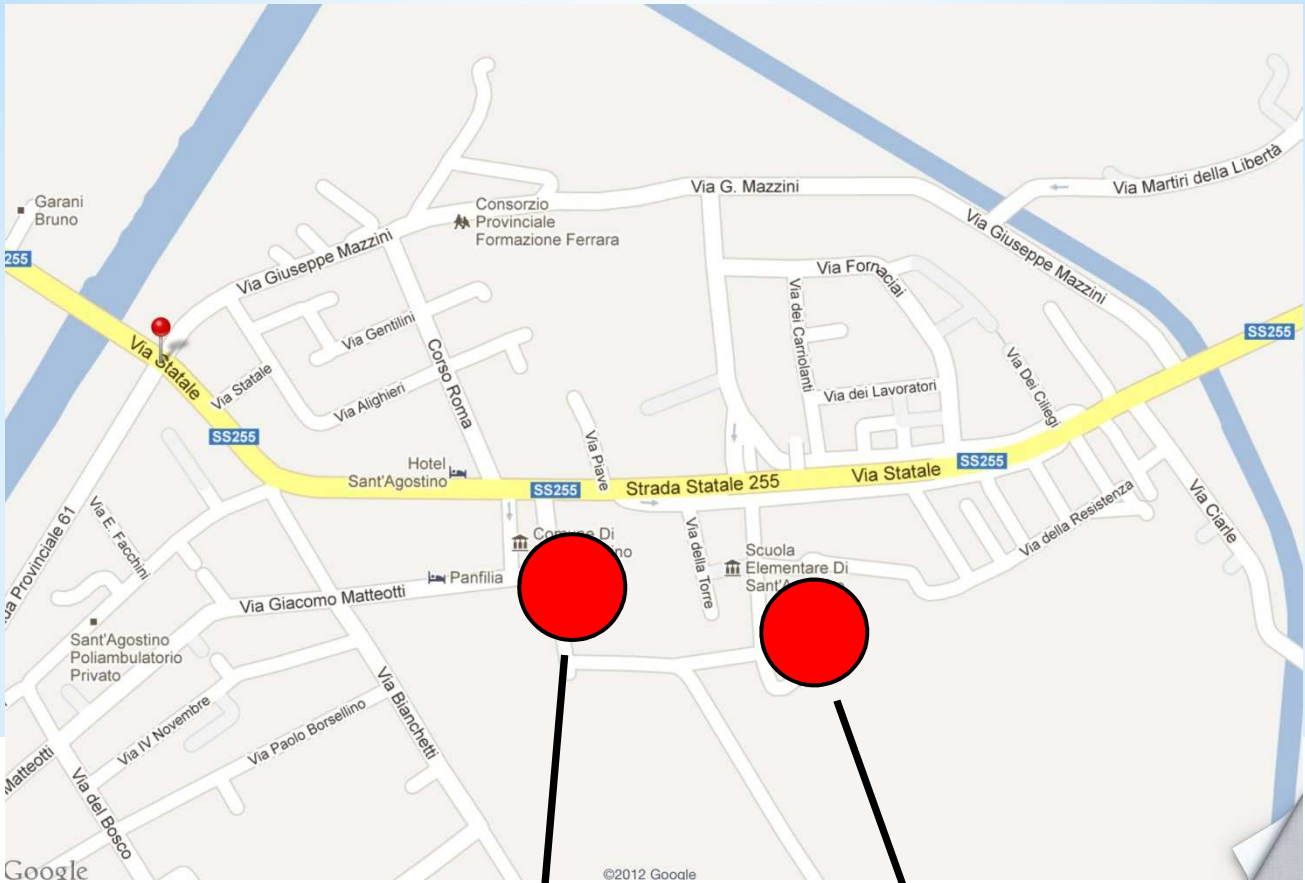 Garani
Bruno
255
Via Giuseppe Mazzini
Consorzio
Provinciale
Formazione Ferrara
Via G. Mazzini
Via Martiri della Libertà
Via Giuseppe Mazzini
Via Fornaciai
Via dei Carriolanti
Via dei Lavoratori
Via Dei Ciliegi
SS255
Via Statale
Via Statale
Via Gentilini
Via Alighieri
Corso Roma
SS255
Hotel
Sant'Agostino
SS255
Via Piave
Strada Statale 255
Via Statale
SS255
Via E. Facchini
Provinciale 61
Di
Panfilia
Via Giacomo Matteotti
Via della Torre
Scuola
Elementare Di
Via della Resistenza
Via Ciarle
Sant'Agostino
Poliambulatorio
Privato
Via IV Novembre
Via Paolo Borsellino
Via Bianchetti
Matteotti
Via del Bosco
Google
©2012 Google